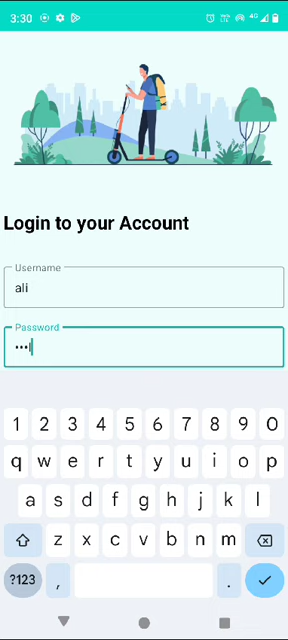 3:30
4G
Login to your Account
Username
ali
Password
•••l
1 2 3 4 5 6 7 8 9 0
q w e r t y u i o p
a s d f g h j k l
z x c v b n m
?123 , .